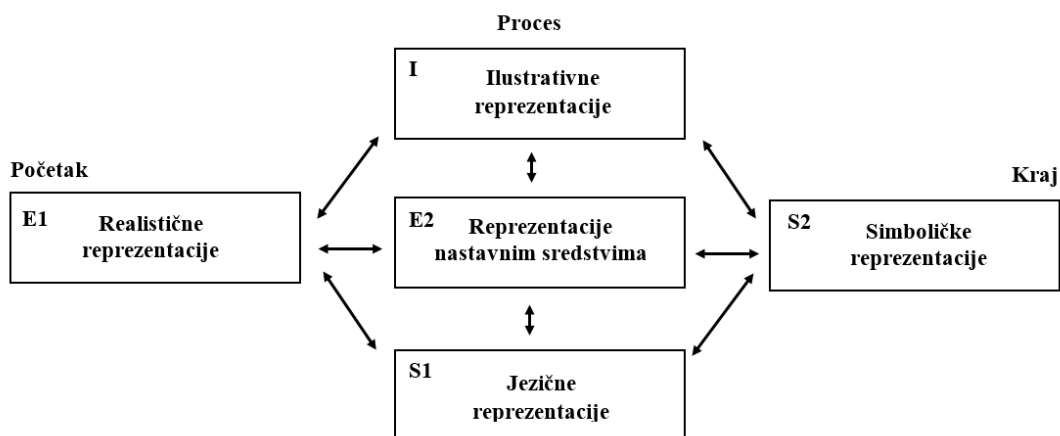 Proces
I
Ilustrativne
reprezentacije
Početak
Kraj
E1
Realistične
reprezentacije
E2
Reprezentacije
nastavnim sredstvima
S2
Simboličke
reprezentacije
S1
Jezične
reprezentacije